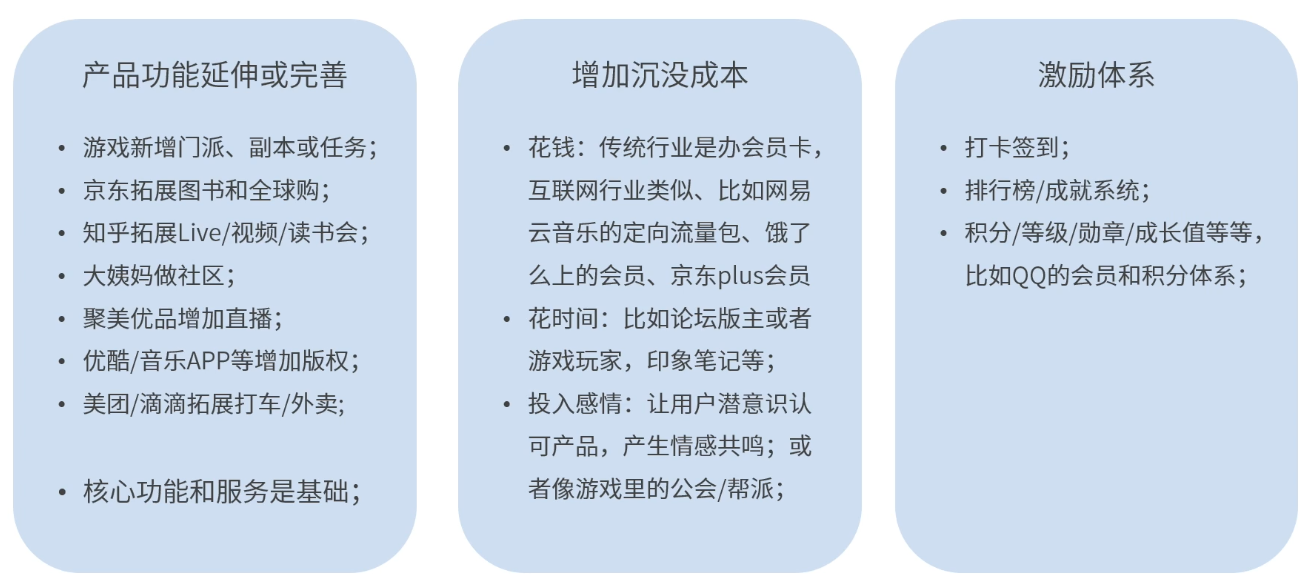 产品功能延伸或完善
• 游戏新增门派、副本或任务；
• 京东拓展图书和全球购；
• 知乎拓展Live/视频/读书会；
• 大姨妈做社区；
• 聚美优品增加直播；
• 优酷/音乐APP等增加版权；
• 美团/滴滴拓展打车/外卖;
• 核心功能和服务是基础；
增加沉没成本
• 花钱：传统行业是办会员卡，
互联网行业类似、比如网易
云音乐的定向流量包、饿了
么上的会员、京东plus会员
• 花时间：比如论坛版主或者
游戏玩家，印象笔记等；
• 投入感情：让用户潜意识认
可产品，产生情感共鸣；或
者像游戏里的公会/帮派；
激励体系
• 打卡签到；
• 排行榜/成就系统；
• 积分/等级/勋章/成长值等等，
比如QQ的会员和积分体系；